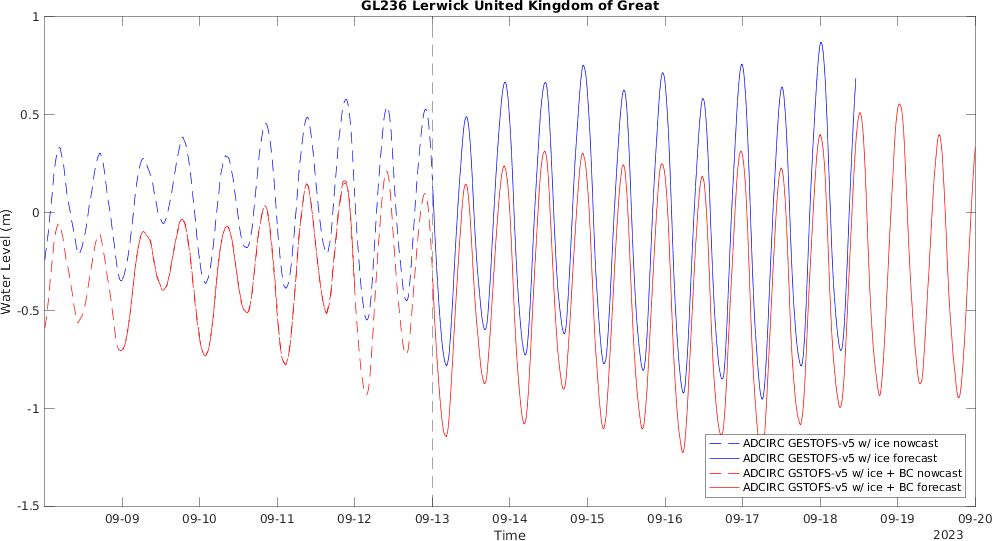 GL236 Lerwick United Kingdom of Great
1
0.5
0
-0.5
-1
-1.5
Water Level (m)
ADCIRC GESTOFS-v5 w/ ice nowcast
ADCIRC GESTOFS-v5 w/ ice forecast
ADCIRC GSTOFS-v5 w/ ice + BC nowcast
ADCIRC GSTOFS-v5 w/ ice + BC forecast
09-09 09-10 09-11 09-12 09-13 09-14 09-15 09-16 09-17 09-18 09-19 09-20
Time
2023